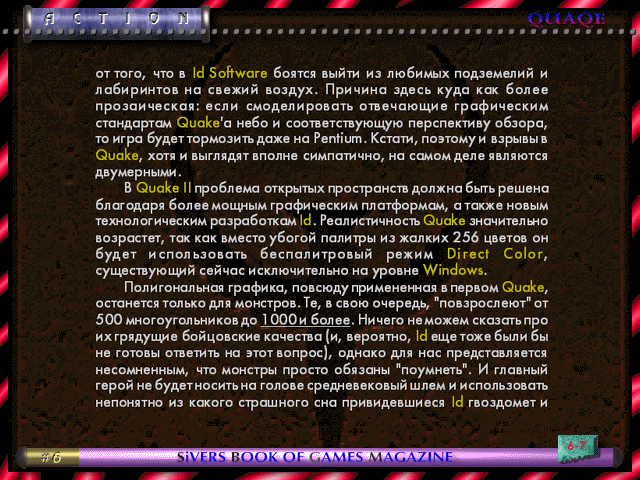 ACTION
QUAQE
от того, что в Id Software боятся выйти из любимых подземелий и
лабиринтов на свежий воздух. Причина здесь куда как более
прозаическая: если смоделировать отвечающие графическим
стандартам Quake'а небо и соответствующую перспективу обзора,
то игра будет тормозить даже на Pentium. Кстати, поэтому и взрывы в
Quake, хотя и выглядят вполне симпатично, на самом деле являются
двумерными.
В Quake II проблема открытых пространств должна быть решена
благодаря более мощным графическим платформам, а также новым
технологическим разработкам Id. Реалистичность Quake значительно
возрастет, так как вместо убогой палитры из жалких 256 цветов он
будет использовать беспалитровый режим Direct Color,
существующий сейчас исключительно на уровне Windows.
Полигональная графика, повсюду примененная в первом Quake,
останется только для монстров. Те, в свою очередь, "повзрослеют" от
500 многоугольников до 1000 и более. Ничего не можем сказать про
их грядущие бойцовские качества (и, вероятно, Id еще тоже были бы
не готовы ответить на этот вопрос), однако для нас представляется
несомненным, что монстры просто обязаны "поумнеть". И главный
герой не будет носить на голове средневековый шлем и использовать
непонятно из какого страшного сна привидевшиеся Id гвоздомет и
#6
SiVERS BOOK OF GAMES MAGAZINE
6-7